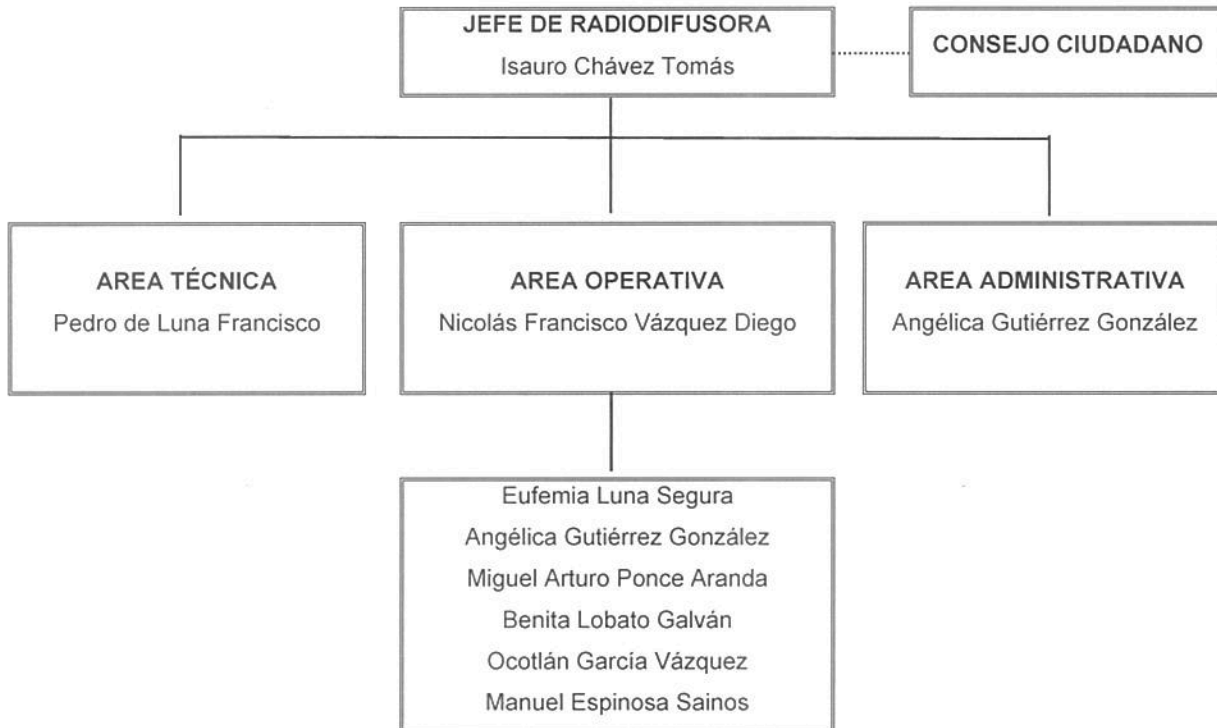 JEFE DE RADIODIFUSORA
Isauro Chávez Tomás
CONSEJO CIUDADANO
AREA TÉCNICA
Pedro de Luna Francisco
AREA OPERATIVA
Nicolás Francisco Vázquez Diego
AREA ADMINISTRATIVA
Angélica Gutiérrez González
Eufemia Luna Segura
Angélica Gutiérrez González
Miguel Arturo Ponce Aranda
Benita Lobato Galván
Ocotlán García Vázquez
Manuel Espinosa Sainos